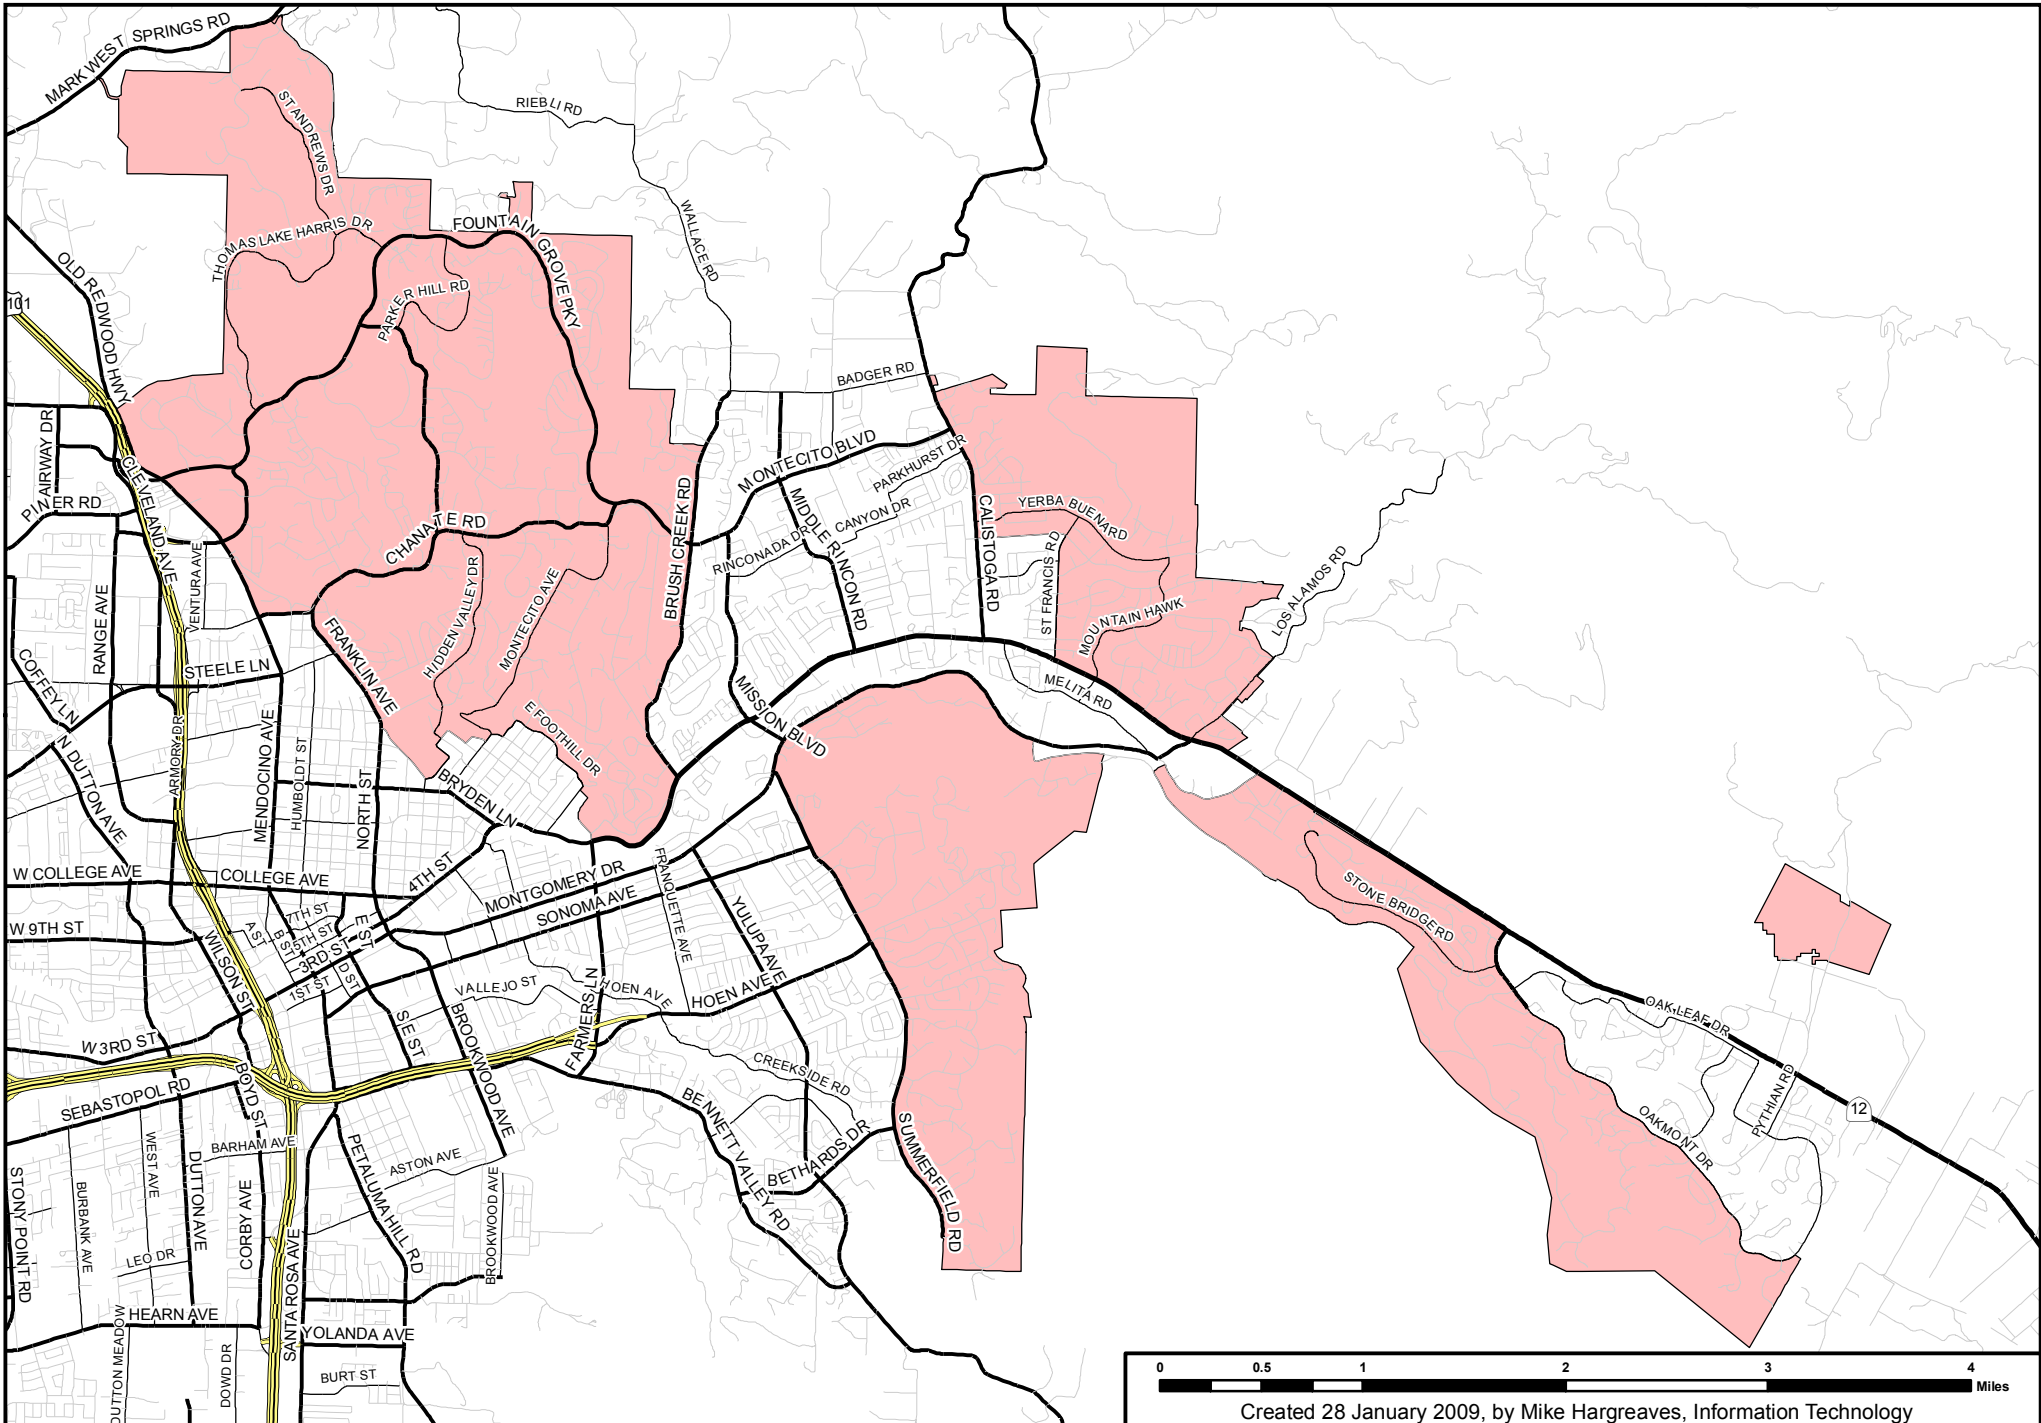 MARK WEST SPRINGS RD
RIEBLI RD
ST ANDREWS DR
WALLACE RD
THOMAS LAKE HARRIS DR
FOUNTAIN GROVE PKY
OLD REDWOOD HWY
101
PARKER HILL RD
BADGER RD
AIRWAY DR
PINER RD
CLEVELAND AVE
MONTECITO BLVD
PARKHURST DR
CANYON DR
RINCONADA DR
MIDDLE RINCON RD
CALISTOGA RD
YERBA BUENA RD
ST FRANCIS RD
LOS ALAMOS RD
MOUNTAIN HAWK
CHANATE RD
BRUSH CREEK RD
VENTURA AVE
RANGE AVE
HIDDEN VALLEY DR
MONTECITO AVE
FRANKLIN AVE
STEELE LN
COFFEY LN
MELITA RD
MISSION BLVD
E FOOTHILL DR
N DUTTON AVE
ARMORY DR
MENDOCINO AVE
HUMBOLDT ST
NORTH ST
BRYDEN LN
W COLLEGE AVE
COLLEGE AVE
4TH ST
MONTGOMERY DR
FRANQUETTE AVE
SONOMA AVE
YULUPA AVE
STONE BRIDGE RD
W 9TH ST
A ST
B ST
7TH ST
5TH ST
3RD ST
1ST ST
D ST
E ST
WILSON ST
VALLEJO ST
HOEN AVE
HOEN AVE
FARMERS LN
OAK LEAF DR
W 3RD ST
S E ST
BROOKWOOD AVE
CREEKSIDE RD
SEBASTOPOL RD
BOYD ST
BENNETT VALLEY RD
BETHARDS DR
SUMMERFIELD RD
PYTHIAN RD
12
OAKMONT DR
STONY POINT RD
BURBANK AVE
WEST AVE
DUTTON AVE
BARHAM AVE
CORBY AVE
LEO DR
SANTA ROSA AVE
PETALUMA HILL RD
ASTON AVE
BROOKWOOD AVE
HEARN AVE
YOLANDA AVE
DUTTON MEADOW
DOWD DR
BURT ST
0 0.5 1 2 3 4
Miles
Created 28 January 2009, by Mike Hargreaves, Information Technology